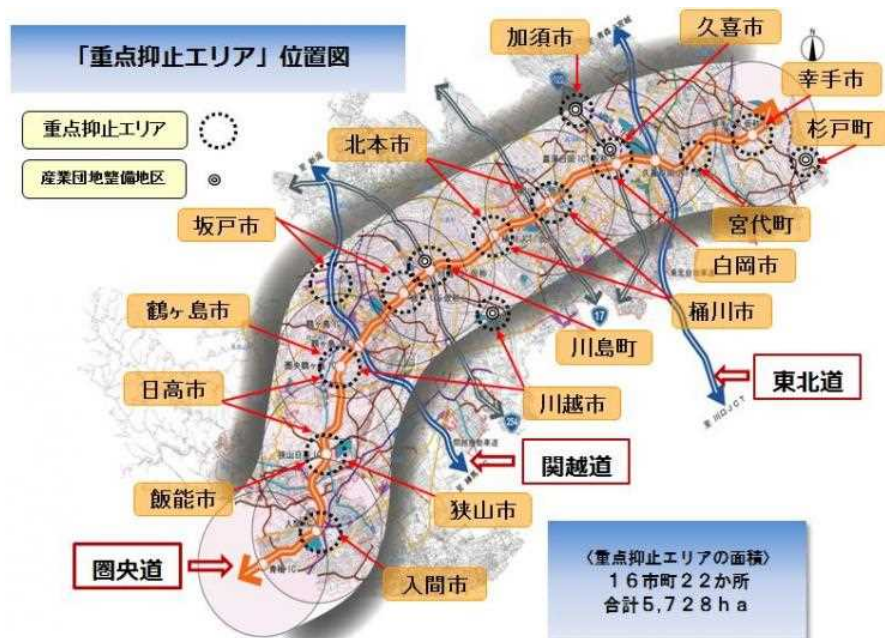 「重点抑止エリア」位置図
重点抑止エリア
産業団地整備地区
加須市
久喜市
幸手市
杉戸町
北本市
坂戸市
宮代町
白岡市
桶川市
鶴ヶ島市
川島町
17
東北道
日高市
川越市
254
関越道
飯能市
狭山市
圏央道
入間市
〈重点抑止エリアの面積〉
16市町22か所
合計5,728ha